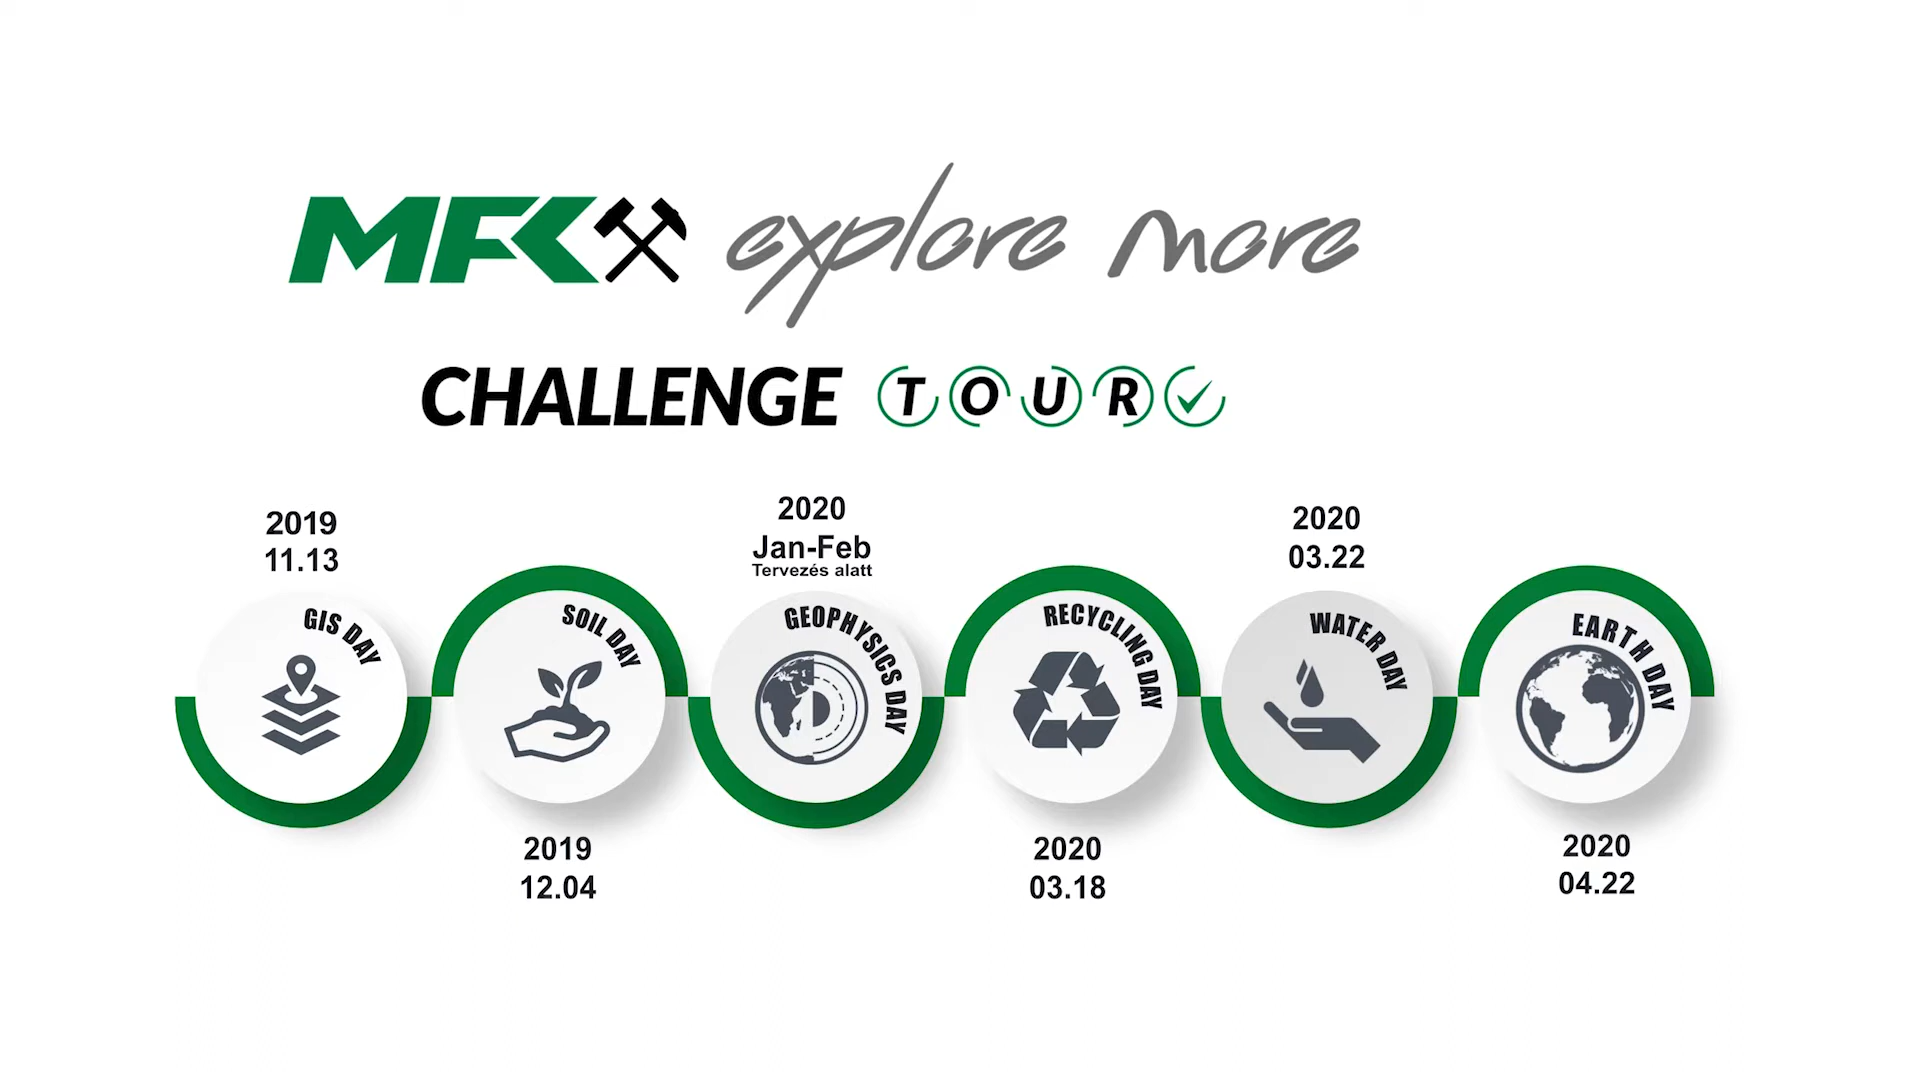 MFK explore more
CHALLENGE TOUR
2019
11.13
GIS DAY
SOIL DAY
2019
12.04
2020
Jan-Feb
Tervezés alatt
GEOPHYSICS DAY
RECYCLING DAY
2020
03.18
2020
03.22
WATER DAY
EARTH DAY
2020
04.22